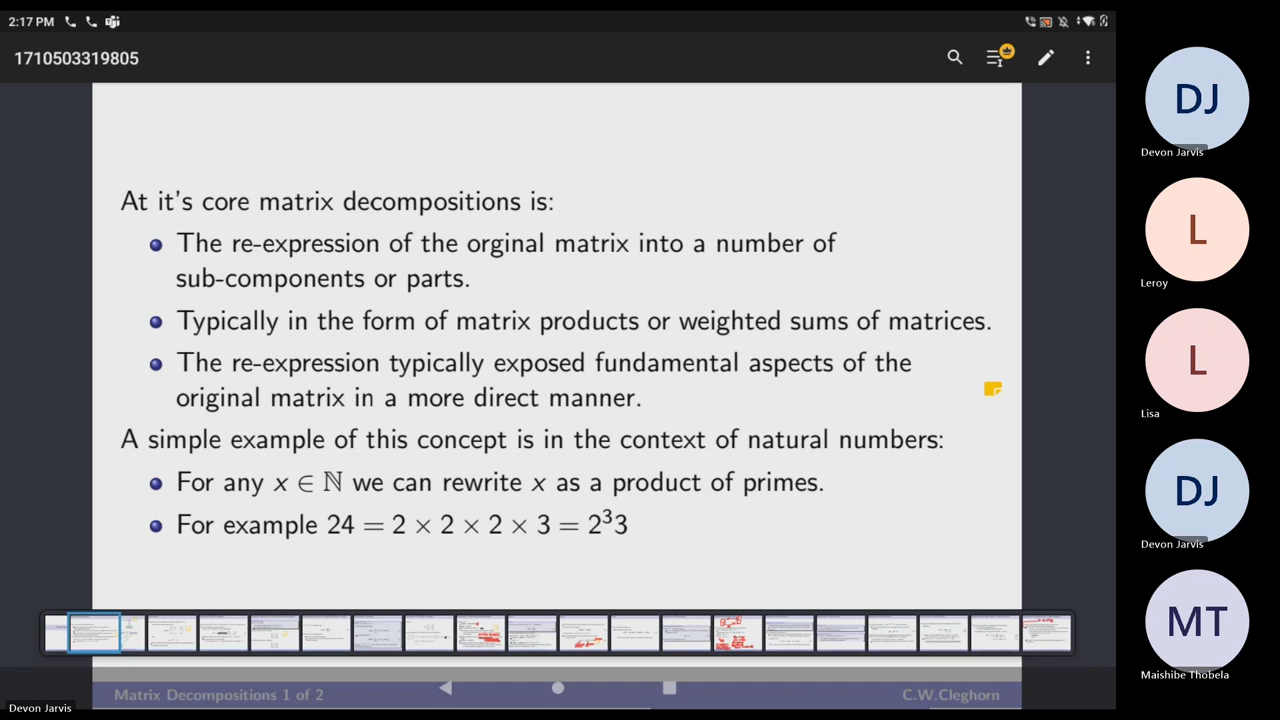 2:17 PM
1710503319805
At it's core matrix decompositions is:
The re-expression of the orginal matrix into a number of
sub-components or parts.
Typically in the form of matrix products or weighted sums of matrices.
The re-expression typically exposed fundamental aspects of the
original matrix in a more direct manner.
A simple example of this concept is in the context of natural numbers:
For any x ∈ ℕ we can rewrite x as a product of primes.
For example 24 = 2 × 2 × 2 × 3 = 2³3
Matrix Decompositions 1 of 2
C.W.Cleghorn
Devon Jarvis
DJ
Devon Jarvis
L
Leroy
L
Lisa
DJ
Devon Jarvis
MT
Maishibe Thobela